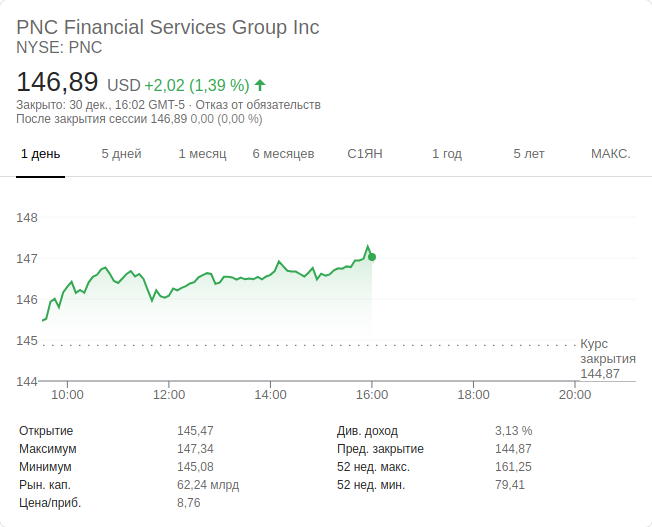 PNC Financial Services Group Inc
NYSE: PNC
146,89 USD +2,02 (1,39 %)
Закрыто: 30 дек., 16:02 GMT-5 · Отказ от обязательств
После закрытия сессии 146,89 0,00 (0,00 %)
1 день 5 дней 1 месяц 6 месяцев С1ЯН 1 год 5 лет МАКС.
148
147
146
145
144
Курс
закрытия
144,87
10:00 12:00 14:00 16:00 18:00 20:00
Открытие 145,47 Див. доход 3,13 %
Максимум 147,34 Пред. закрытие 144,87
Минимум 145,08 52 нед. макс. 161,25
Рын. кап. 62,24 млрд 52 нед. мин. 79,41
Цена/приб. 8,76